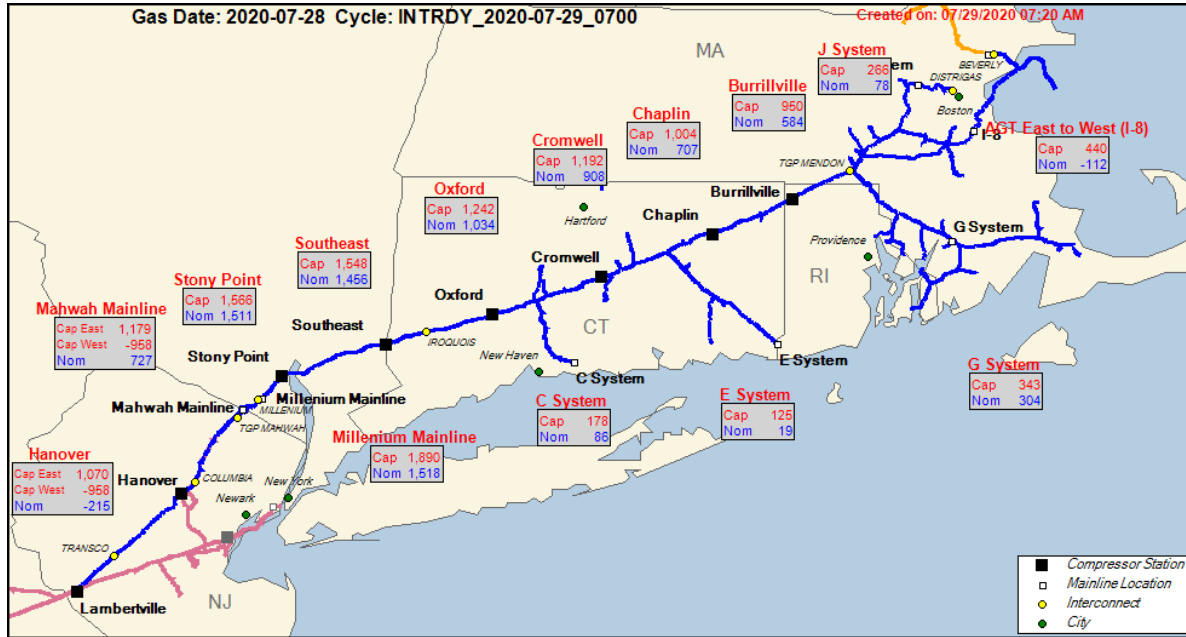 Gas Date: 2020-07-28 Cycle: INTRDY_2020-07-29_0700
Created on: 07/29/2020 07:20 AM
MA
J System
Cap 266
Nom 78
BEVERLY
DISTRIGAS
Boston
I-8
AGT East to West (I-8)
Cap 440
Nom -112
Burrillville
Cap 950
Nom 584
Chaplin
Cap 1,004
Nom 707
Cromwell
Cap 1,192
Nom 908
Oxford
Cap 1,242
Nom 1,034
Southeast
Cap 1,548
Nom 1,456
Stony Point
Cap 1,566
Nom 1,511
Mahwah Mainline
Cap East 1,179
Cap West -958
Nom 727
TGP MENDON
Burrillville
Hartford
Chaplin
Providence
G System
Cromwell
RI
Oxford
CT
Southeast
IROQUOIS
New Haven
C System
E System
Stony Point
Millenium Mainline
MILLENIUM
Mahwah Mainline
TGP MAHWAH
G System
Cap 343
Nom 304
E System
Cap 125
Nom 19
C System
Cap 178
Nom 86
Millenium Mainline
Cap 1,890
Nom 1,518
Hanover
Cap East 1,070
Cap West -958
Nom -215
COLUMBIA
Hanover
New York
Newark
TRANSCO
Lambertville
NJ
Compressor Station
Mainline Location
Interconnect
City